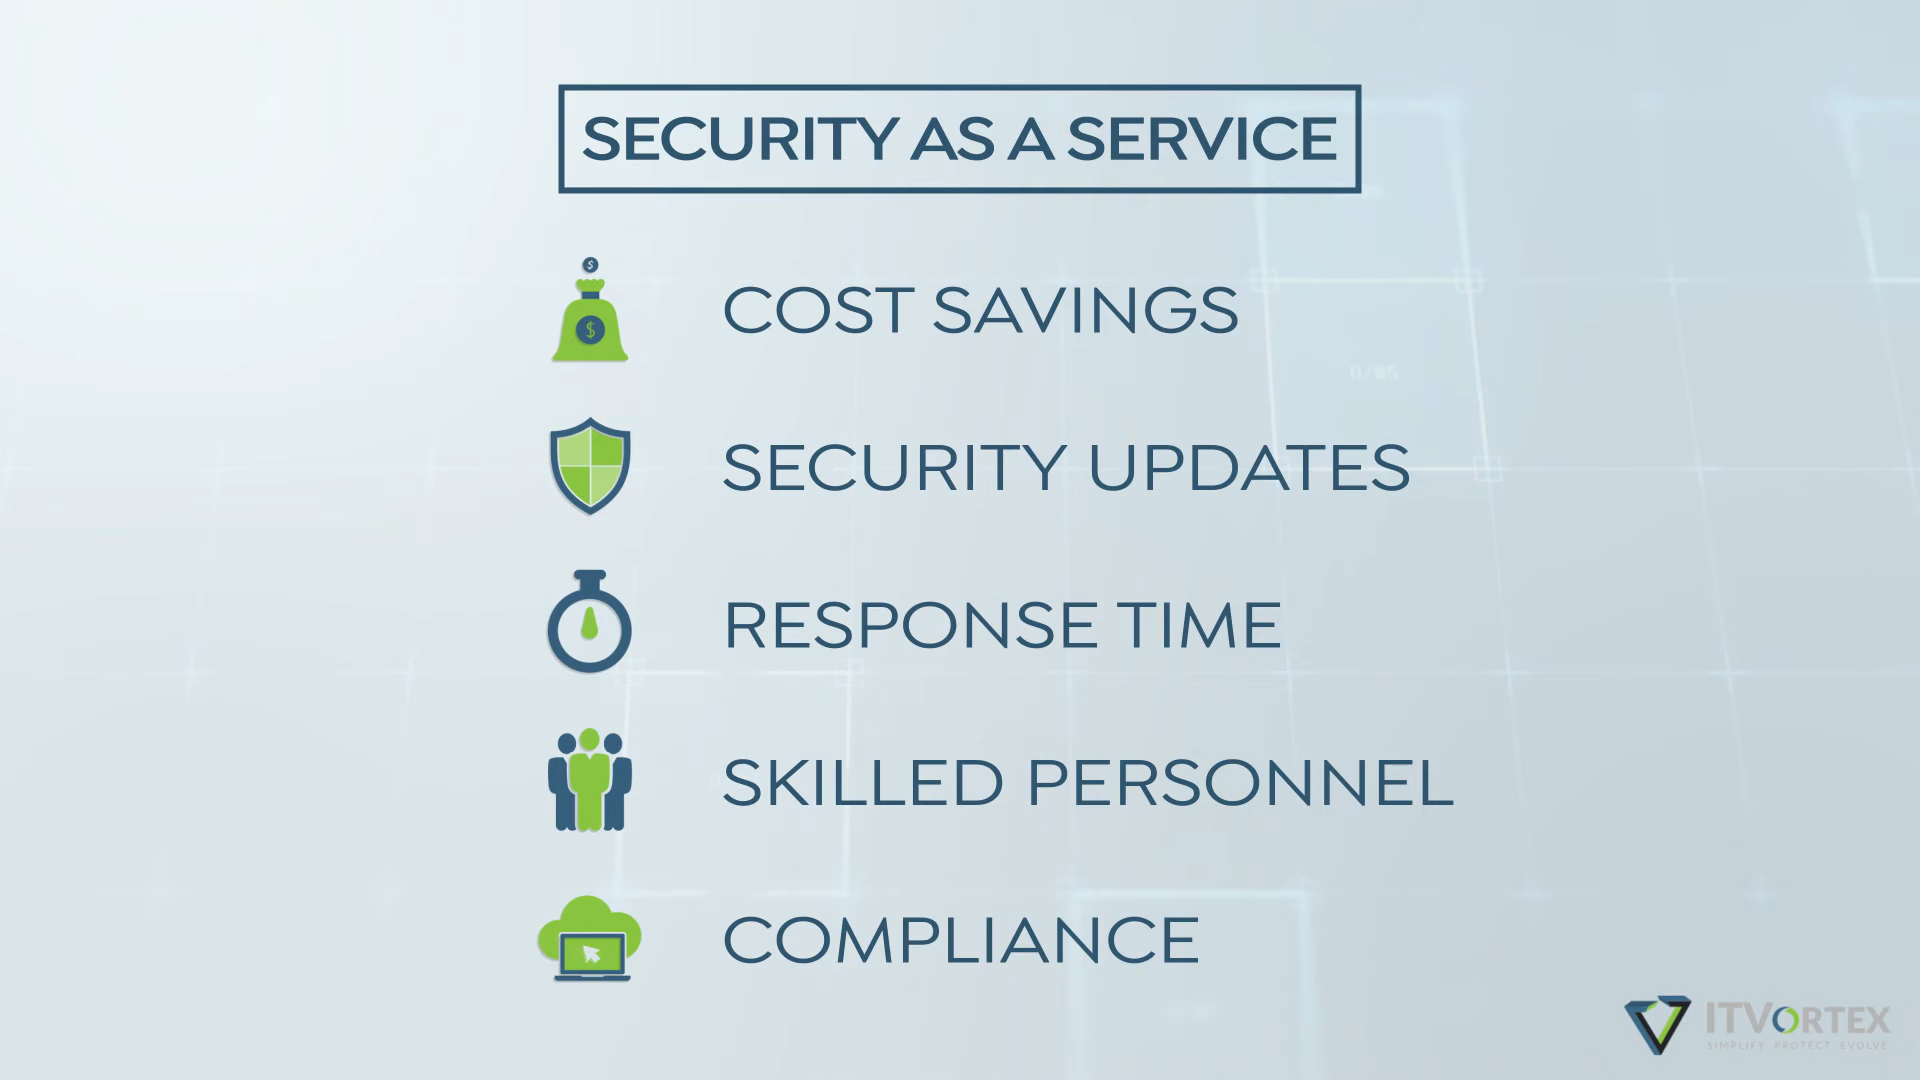 SECURITY AS A SERVICE
$
COST SAVINGS
$
SECURITY UPDATES
RESPONSE TIME
SKILLED PERSONNEL
COMPLIANCE
ITVORTEX
SIMPLIFY PROTECT EVOLVE